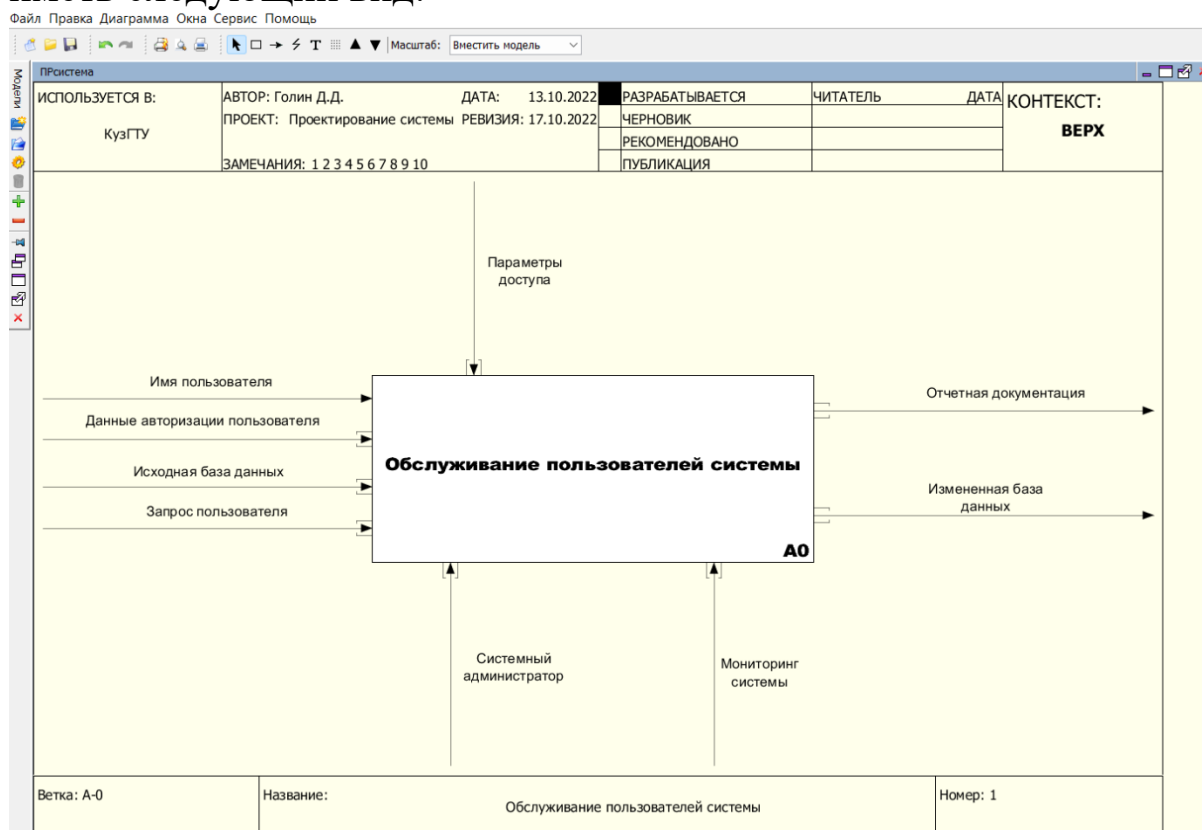 иметь следующий вид:
Файл Правка Диаграмма Окна Сервис Помощь
Масштаб: Вместить модель
Модели
ПРсистема
ИСПОЛЬЗУЕТСЯ В:
КузГТУ
АВТОР: Голин Д.Д.
ДАТА: 13.10.2022
ПРОЕКТ: Проектирование системы
РЕВИЗИЯ: 17.10.2022
ЗАМЕЧАНИЯ: 1 2 3 4 5 6 7 8 9 10
РАЗРАБАТЫВАЕТСЯ
ЧЕРНОВИК
РЕКОМЕНДОВАНО
ПУБЛИКАЦИЯ
ЧИТАТЕЛЬ
ДАТА
КОНТЕКСТ:
ВЕРХ
Параметры
доступа
Имя пользователя
Данные авторизации пользователя
Исходная база данных
Запрос пользователя
Обслуживание пользователей системы
A0
Отчетная документация
Измененная база
данных
Системный
администратор
Мониторинг
системы
Ветка: A-0
Название:
Обслуживание пользователей системы
Номер: 1